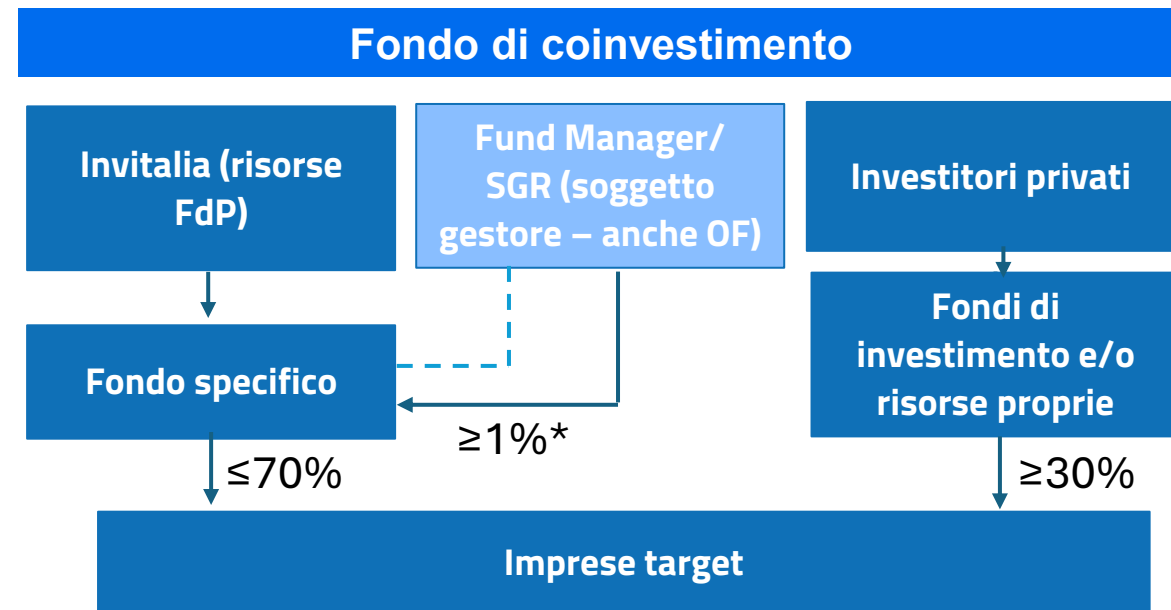 Fondo di coinvestimento
Invitalia (risorse
FdP)
Fund Manager/
SGR (soggetto
gestore – anche OF)
Investitori privati
Fondo specifico
Fondi di
investimento e/o
risorse proprie
≥1%*
≤70%
≥30%
Imprese target